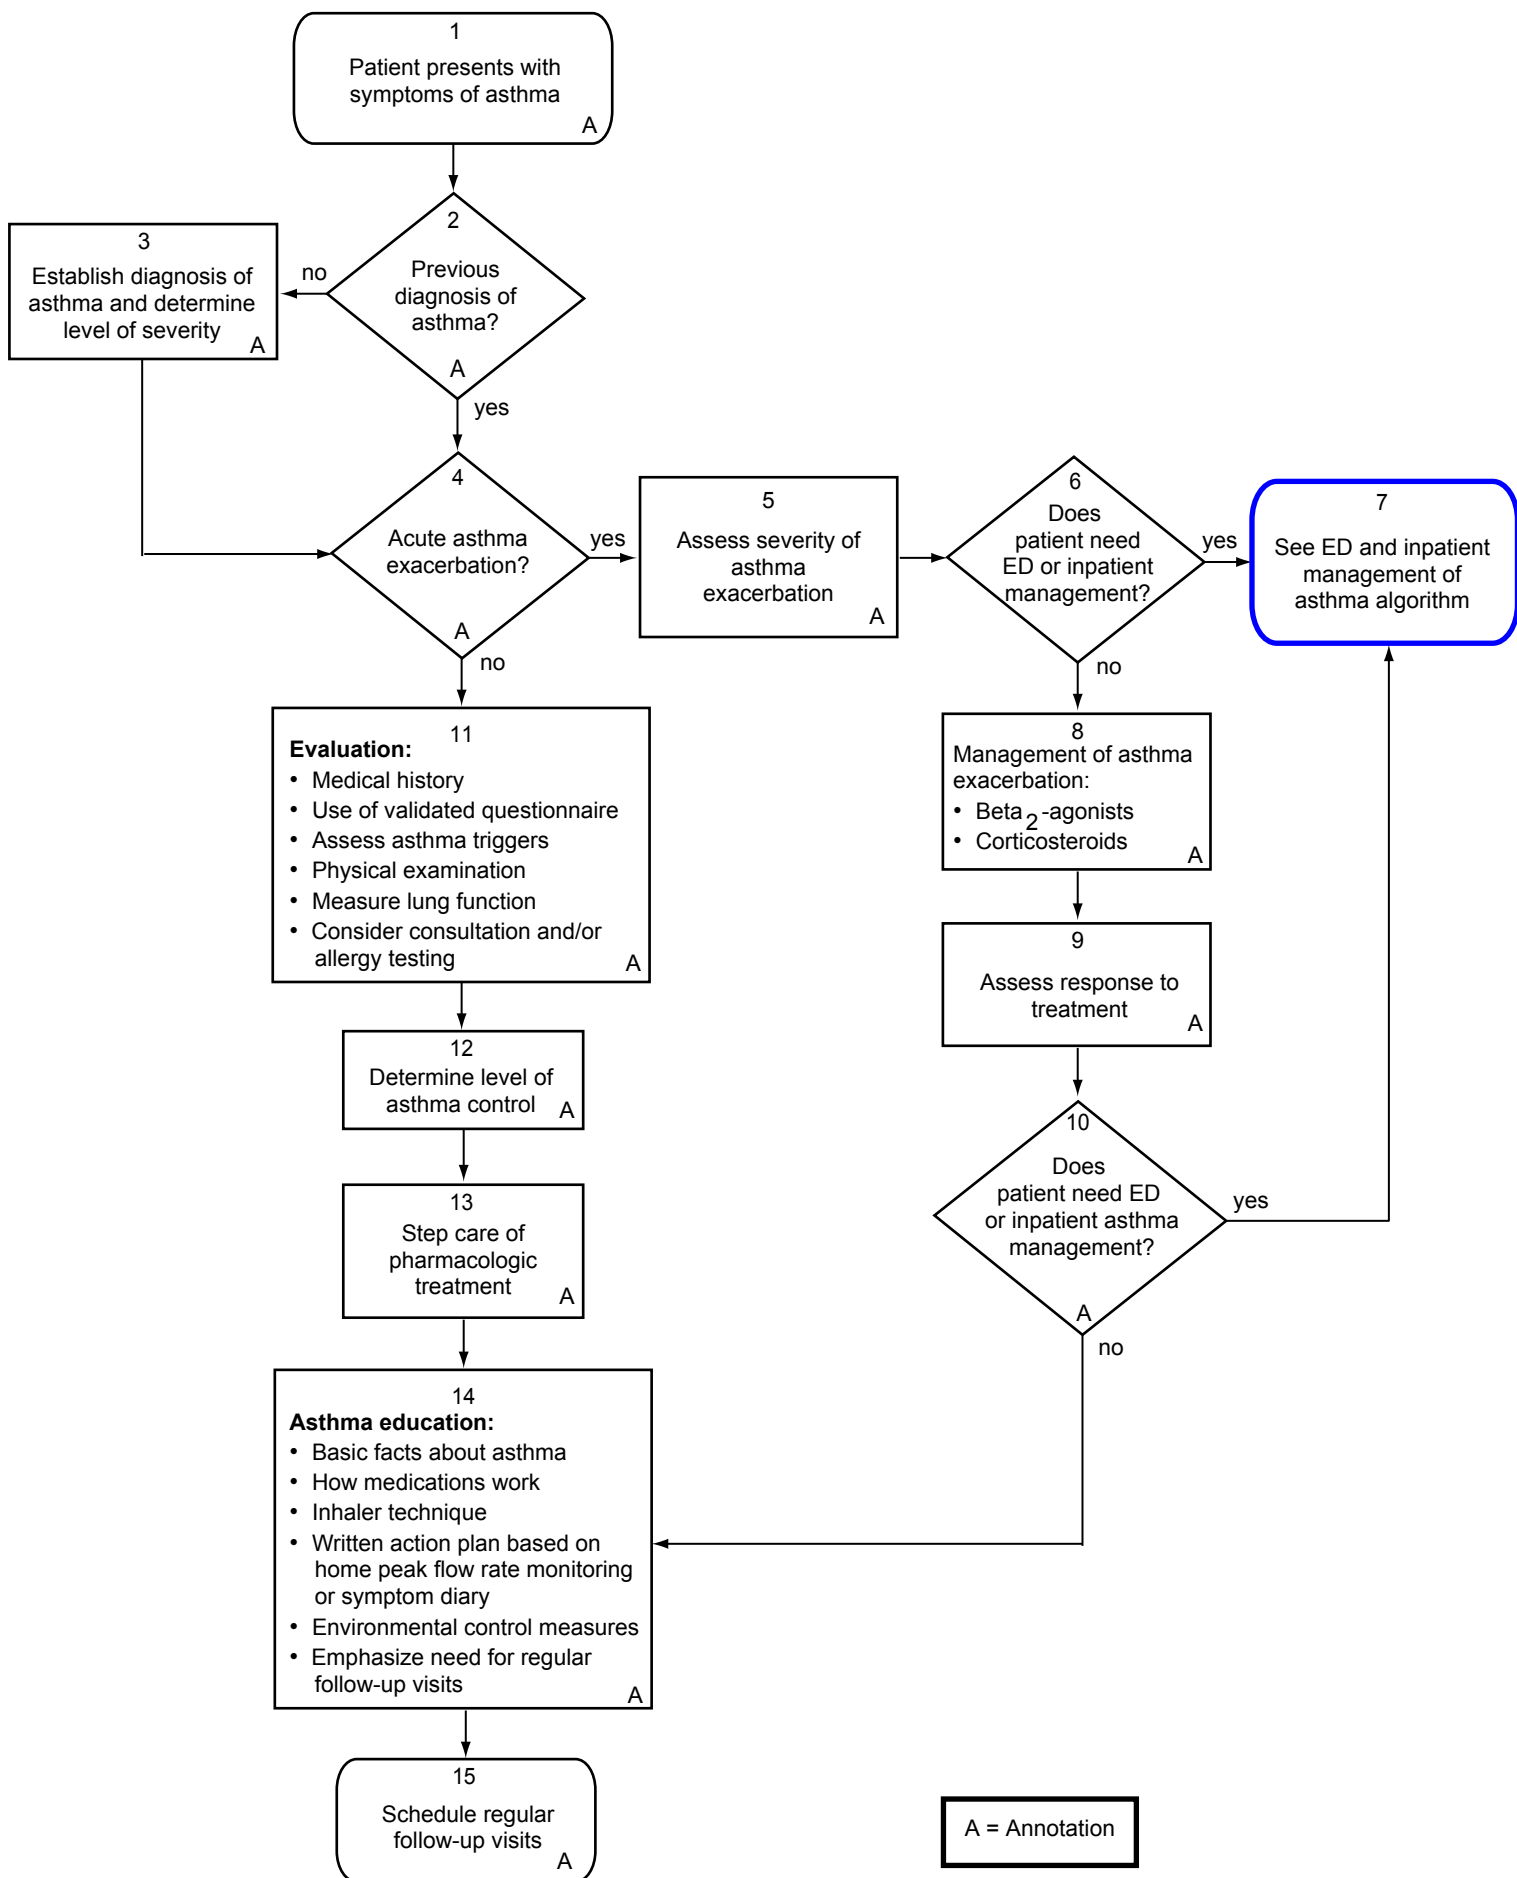 1
Patient presents with
symptoms of asthma
A
2
Previous
diagnosis of
asthma?
A
no
yes
3
Establish diagnosis of
asthma and determine
level of severity
A
4
Acute asthma
exacerbation?
A
yes
no
5
Assess severity of
asthma
exacerbation
A
6
Does
patient need
ED or inpatient
management?
yes
no
7
See ED and inpatient
management of
asthma algorithm
8
Management of asthma
exacerbation:
• Beta2-agonists
• Corticosteroids
A
9
Assess response to
treatment
A
10
Does
patient need ED
or inpatient asthma
management?
A
yes
no
11
Evaluation:
• Medical history
• Use of validated questionnaire
• Assess asthma triggers
• Physical examination
• Measure lung function
• Consider consultation and/or
allergy testing
A
12
Determine level of
asthma control
A
13
Step care of
pharmacologic
treatment
A
14
Asthma education:
• Basic facts about asthma
• How medications work
• Inhaler technique
• Written action plan based on
home peak flow rate monitoring
or symptom diary
• Environmental control measures
• Emphasize need for regular
follow-up visits
A
15
Schedule regular
follow-up visits
A
A = Annotation